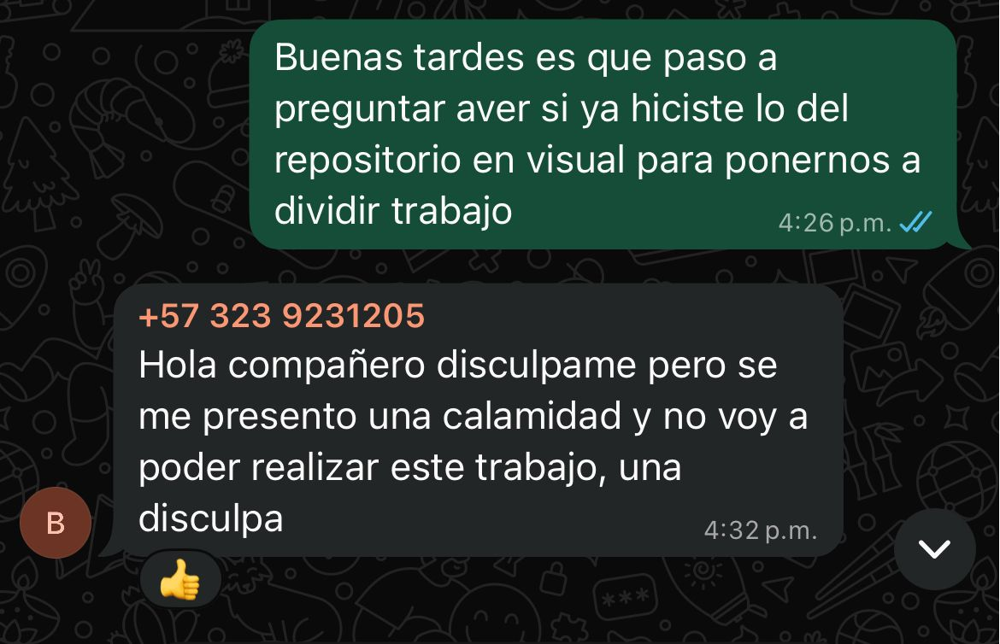 Buenas tardes es que paso a
preguntar aver si ya hiciste lo del
repositorio en visual para ponernos a
dividir trabajo
4:26 p.m.
+57 323 9231205
Hola compañero disculpame pero se
me presento una calamidad y no voy a
poder realizar este trabajo, una
disculpa
4:32 p.m.
B